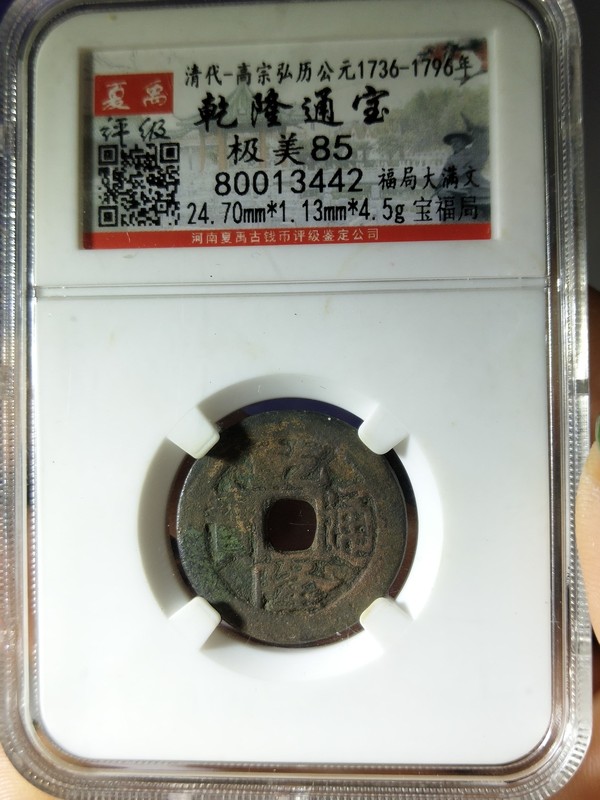 清代-高宗弘历公元1736-1796年
夏禹
乾隆通宝
评级
极美85
80013442 福局大满文
24.70mm*1.13mm*4.5g 宝福局
河南夏禹古钱币评级鉴定公司
通
隆